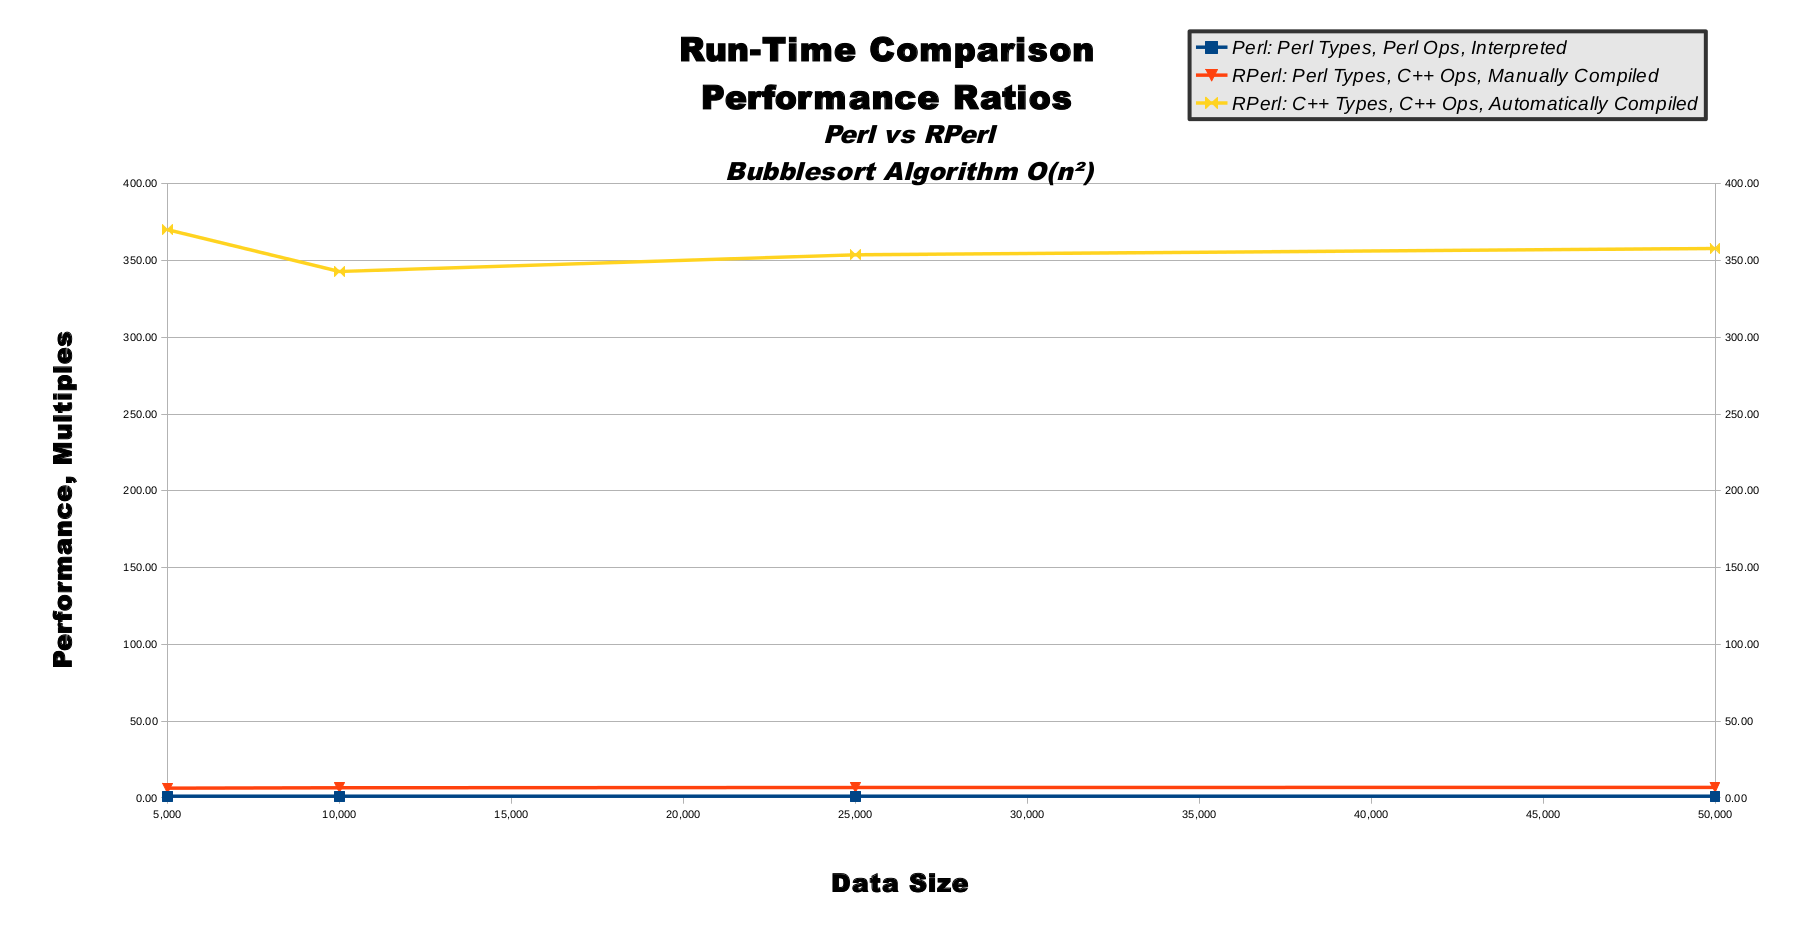 Run-Time Comparison
Performance Ratios
Perl vs RPerl
Bubblesort Algorithm O(n²)
Perl: Perl Types, Perl Ops, Interpreted
RPerl: Perl Types, C++ Ops, Manually Compiled
RPerl: C++ Types, C++ Ops, Automatically Compiled
Performance, Multiples
400.00 400.00
350.00 350.00
300.00 300.00
250.00 250.00
200.00 200.00
150.00 150.00
100.00 100.00
50.00 50.00
0.00 0.00
5,000 10,000 15,000 20,000 25,000 30,000 35,000 40,000 45,000 50,000
Data Size